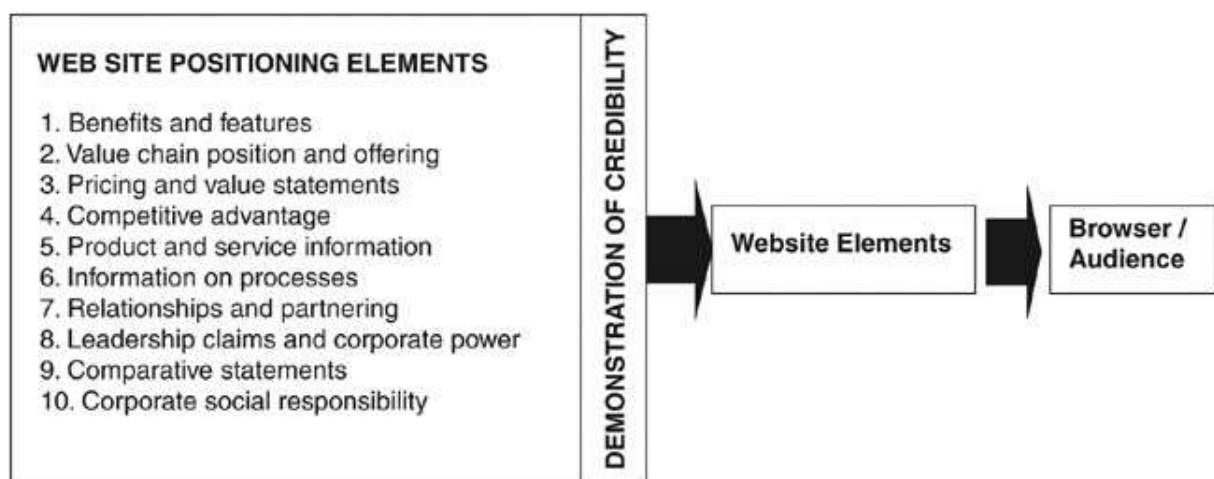 WEB SITE POSITIONING ELEMENTS
1. Benefits and features
2. Value chain position and offering
3. Pricing and value statements
4. Competitive advantage
5. Product and service information
6. Information on processes
7. Relationships and partnering
8. Leadership claims and corporate power
9. Comparative statements
10. Corporate social responsibility
DEMONSTRATION OF CREDIBILITY
Website Elements
Browser /
Audience